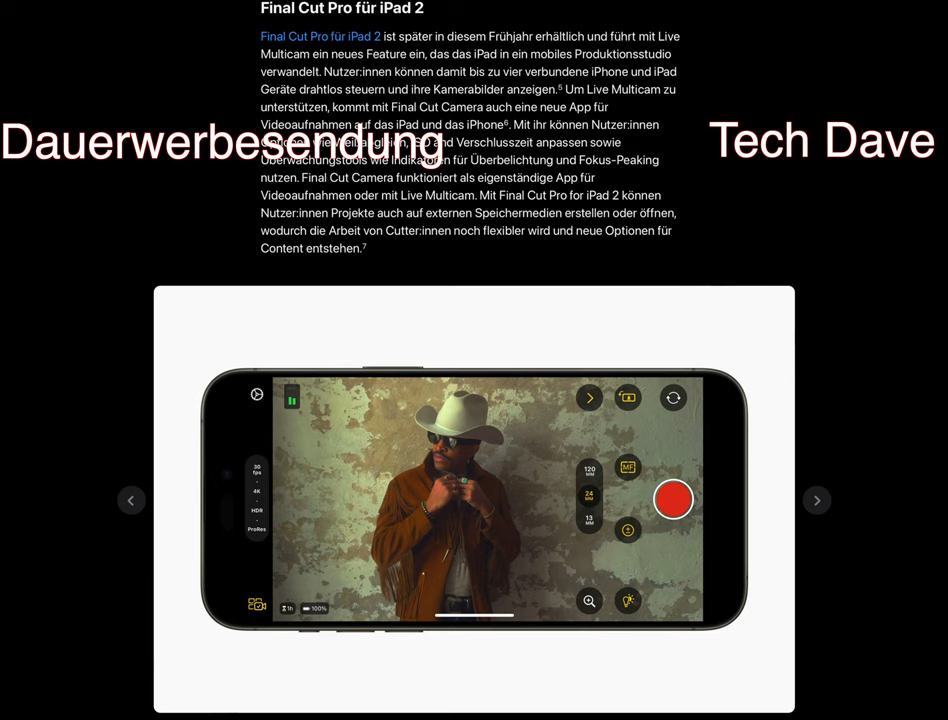 Final Cut Pro für iPad 2
Final Cut Pro für iPad 2 ist später in diesem Frühjahr erhältlich und führt mit Live
Multicam ein neues Feature ein, das das iPad in ein mobiles Produktionsstudio
verwandelt. Nutzer:innen können damit bis zu vier verbundene iPhone und iPad
Geräte drahtlos steuern und ihre Kamerabilder anzeigen.⁵ Um Live Multicam zu
unterstützen, kommt mit Final Cut Camera auch eine neue App für
Videoaufnahmen auf das iPad und das iPhone⁶. Mit ihr können Nutzer:innen
Optionen wie Weißabgleich, ISO and Verschlusszeit anpassen sowie
Dauerwerbesendung
Tech Dave
Überwachungstools wie Indikatoren für Überbelichtung und Fokus-Peaking
nutzen. Final Cut Camera funktioniert als eigenständige App für
Videoaufnahmen oder mit Live Multicam. Mit Final Cut Pro for iPad 2 können
Nutzer:innen Projekte auch auf externen Speichermedien erstellen oder öffnen,
wodurch die Arbeit von Cutter:innen noch flexibler wird und neue Optionen für
Content entstehen.⁷
30
fps
4K
HDR
ProRes
120
MM
24
MM
13
MM
MF
1h
100%